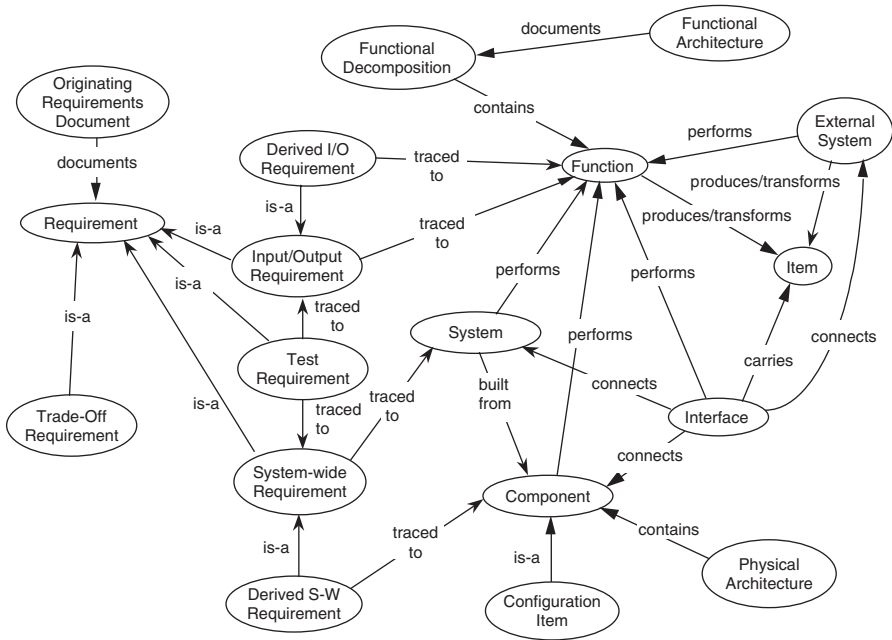 documents
Functional
Architecture
Functional
Decomposition
Originating
Requirements
Document
contains
External
System
performs
documents
Derived I/O
Requirement
traced
to
Function
produces/transforms
is-a
Requirement
traced
to
produces/transforms
is-a
Input/Output
Requirement
Item
is-a
performs
performs
is-a
traced
to
System
performs
connects
Test
Requirement
built
from
connects
carries
is-a
traced
to
traced
to
Trade-Off
Requirement
Interface
connects
System-wide
Requirement
Component
traced
to
contains
is-a
is-a
Physical
Architecture
Derived S-W
Requirement
Configuration
Item